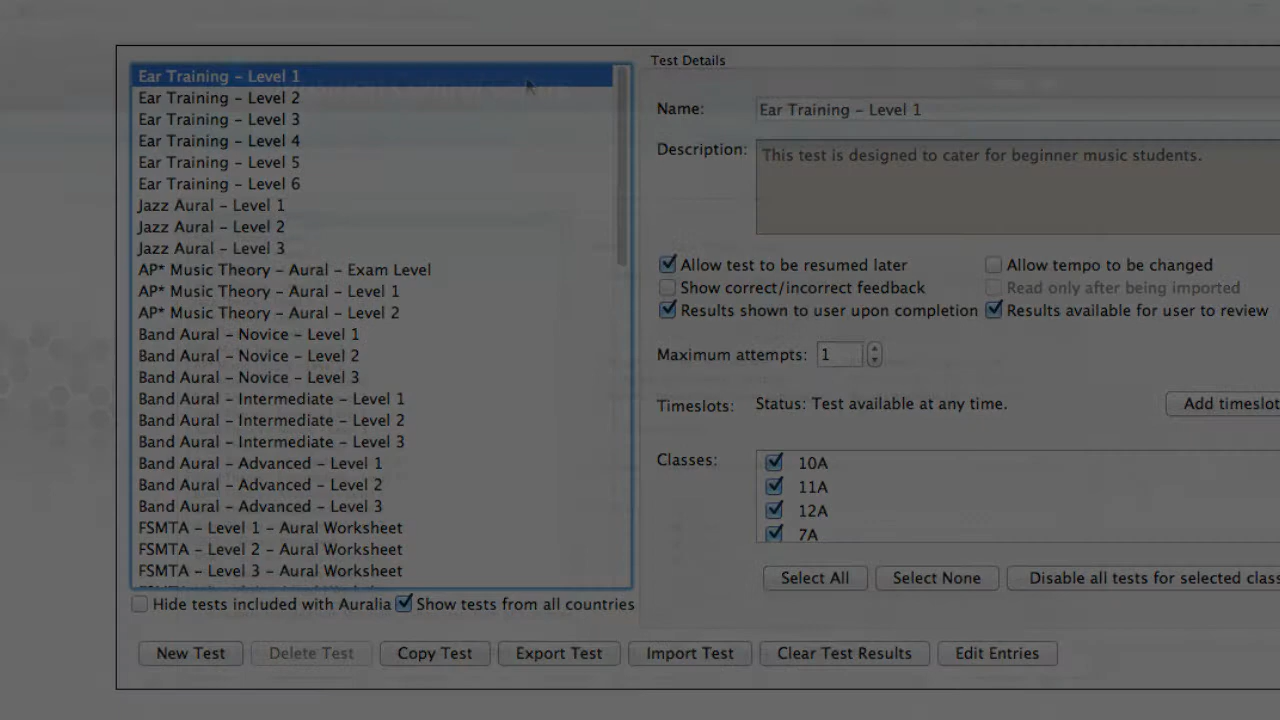 Ear Training - Level 1
Ear Training - Level 2
Ear Training - Level 3
Ear Training - Level 4
Ear Training - Level 5
Ear Training - Level 6
Jazz Aural - Level 1
Jazz Aural - Level 2
Jazz Aural - Level 3
AP* Music Theory - Aural - Exam Level
AP* Music Theory - Aural - Level 1
AP* Music Theory - Aural - Level 2
Band Aural - Novice - Level 1
Band Aural - Novice - Level 2
Band Aural - Novice - Level 3
Band Aural - Intermediate - Level 1
Band Aural - Intermediate - Level 2
Band Aural - Intermediate - Level 3
Band Aural - Advanced - Level 1
Band Aural - Advanced - Level 2
Band Aural - Advanced - Level 3
FSMTA - Level 1 - Aural Worksheet
FSMTA - Level 2 - Aural Worksheet
FSMTA - Level 3 - Aural Worksheet
Hide tests included with Auralia Show tests from all countries
Test Details
Name: Ear Training - Level 1
Description: This test is designed to cater for beginner music students.
Allow test to be resumed later Allow tempo to be changed
Show correct/incorrect feedback Read only after being imported
Results shown to user upon completion Results available for user to review
Maximum attempts: 1
Timeslots: Status: Test available at any time. Add timeslot
Classes: 10A
11A
12A
7A
Select All Select None Disable all tests for selected class
New Test Delete Test Copy Test Export Test Import Test Clear Test Results Edit Entries